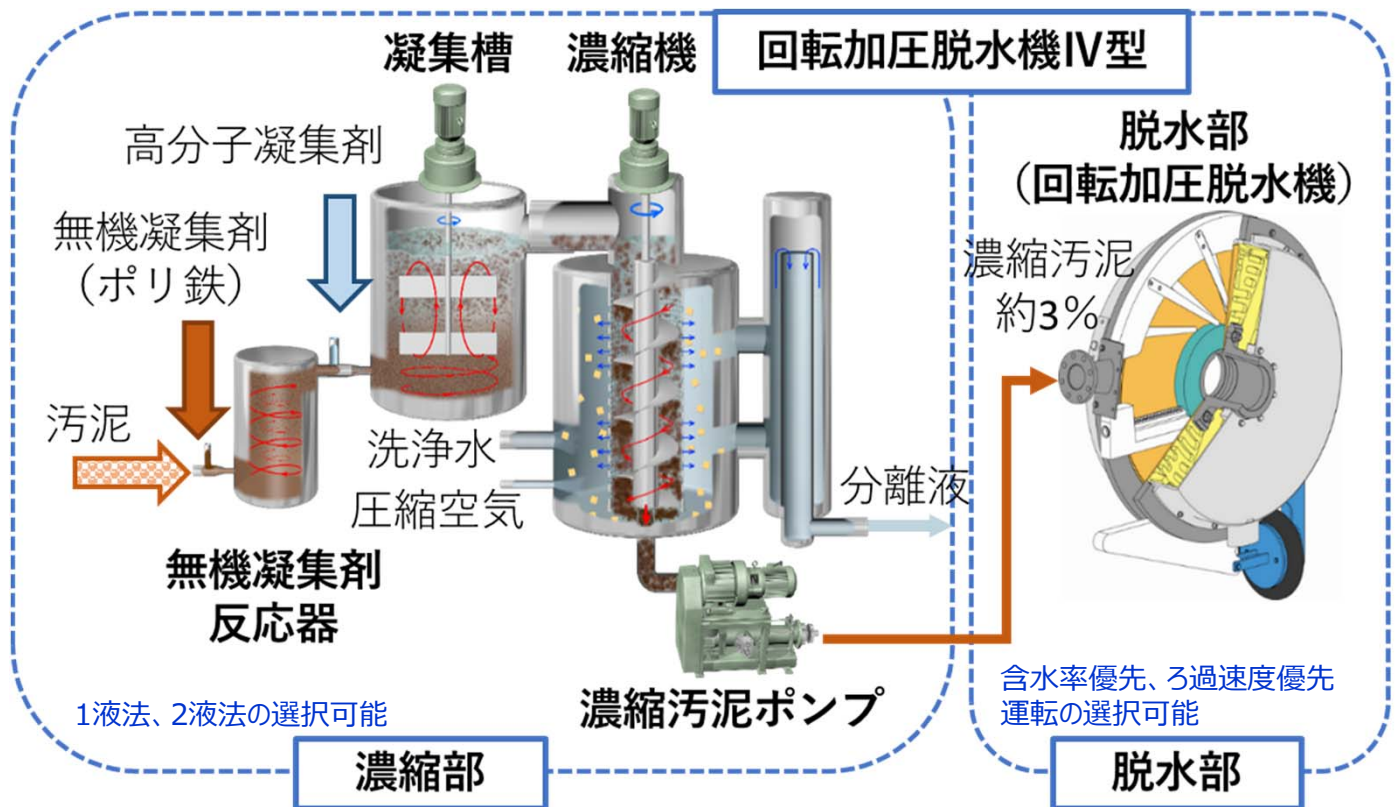 回転加圧脱水機Ⅳ型
凝集槽
濃縮機
高分子凝集剤
無機凝集剤
（ポリ鉄）
汚泥
無機凝集剤
反応器
洗浄水
圧縮空気
分離液
濃縮汚泥ポンプ
1液法、2液法の選択可能
濃縮部
脱水部
（回転加圧脱水機）
濃縮汚泥
約3％
含水率優先、ろ過速度優先
運転の選択可能
脱水部